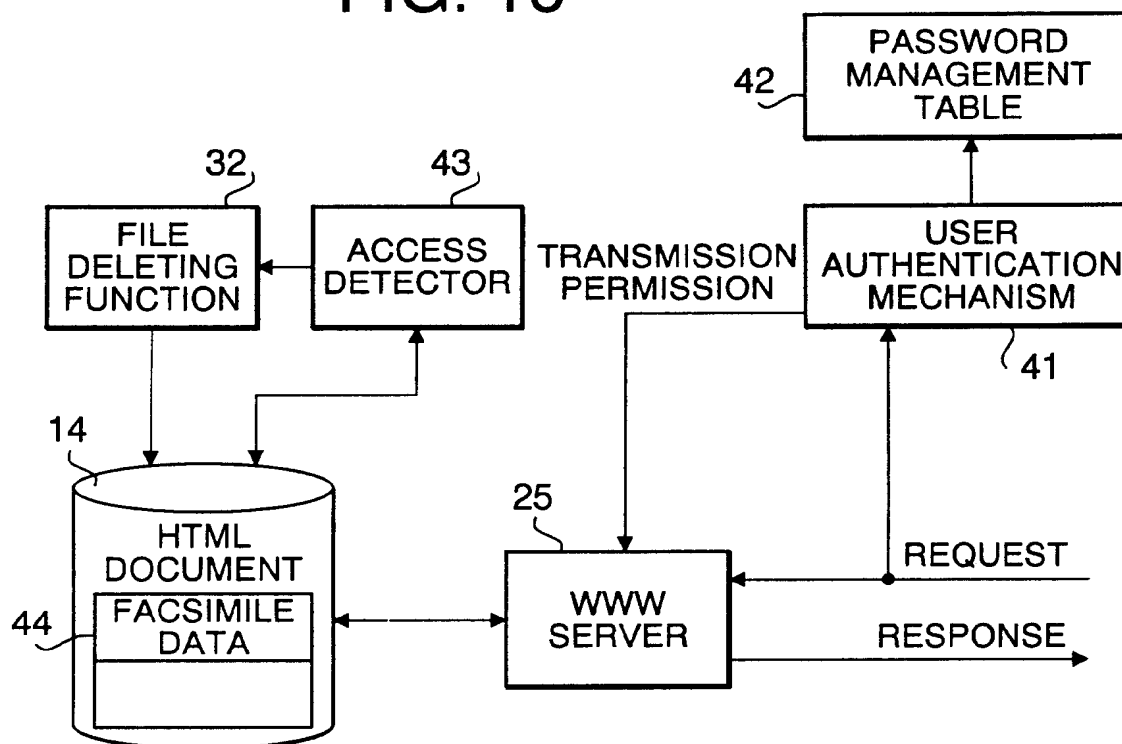 PASSWORD
MANAGEMENT
TABLE
42
32
43
FILE
DELETING
FUNCTION
ACCESS
DETECTOR
TRANSMISSION
PERMISSION
USER
AUTHENTICATION
MECHANISM
41
14
25
HTML
DOCUMENT
FACSIMILE
DATA
44
WWW
SERVER
REQUEST
RESPONSE